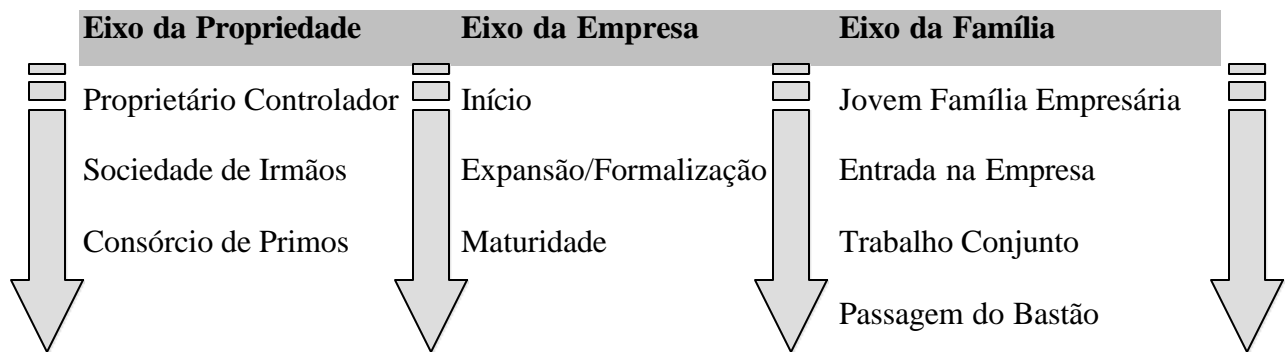 Eixo da Propriedade Eixo da Empresa Eixo da Família
Proprietário Controlador Início Jovem Família Empresária
Sociedade de Irmãos Expansão/Formalização Entrada na Empresa
Consórcio de Primos Maturidade Trabalho Conjunto
Passagem do Bastão